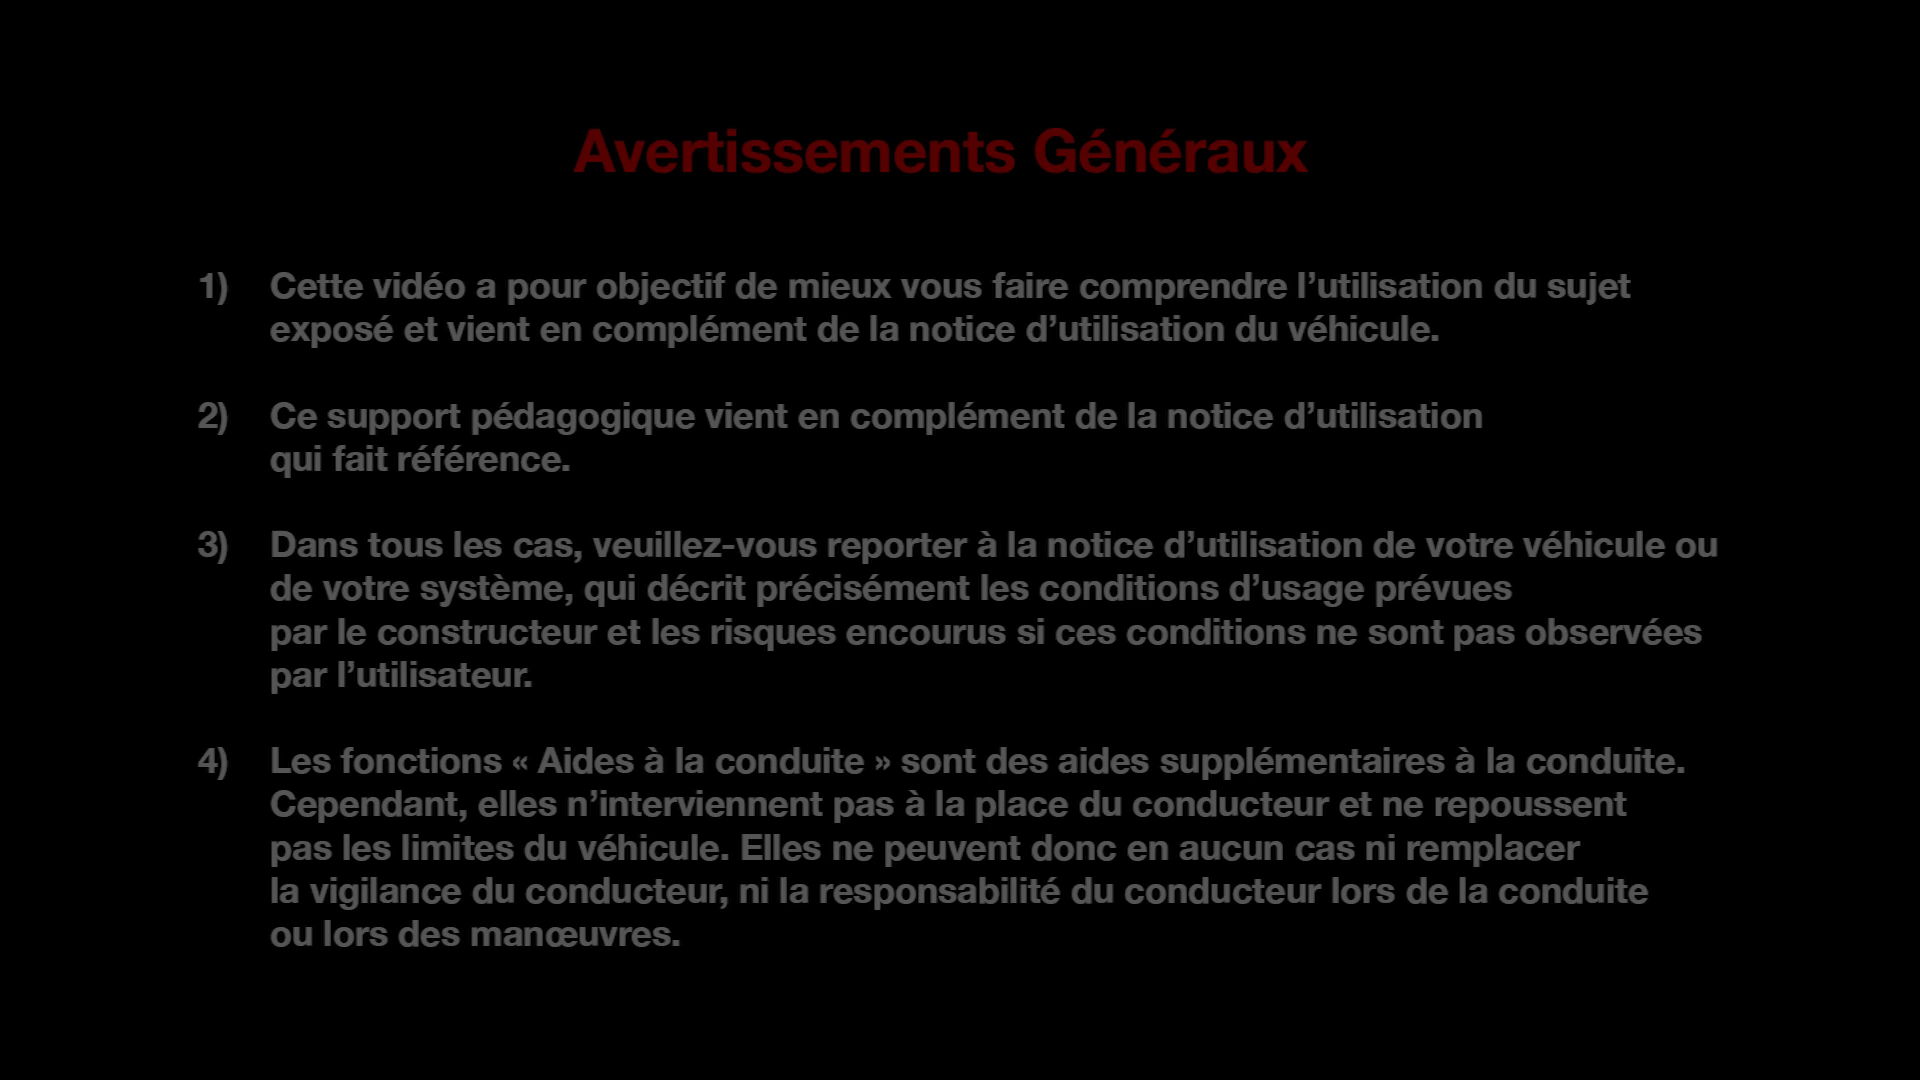 Avertissements Généraux
1) Cette vidéo a pour objectif de mieux vous faire comprendre l’utilisation du sujet
exposé et vient en complément de la notice d’utilisation du véhicule.
2) Ce support pédagogique vient en complément de la notice d’utilisation
qui fait référence.
3) Dans tous les cas, veuillez-vous reporter à la notice d’utilisation de votre véhicule ou
de votre système, qui décrit précisément les conditions d’usage prévues
par le constructeur et les risques encourus si ces conditions ne sont pas observées
par l’utilisateur.
4) Les fonctions « Aides à la conduite » sont des aides supplémentaires à la conduite.
Cependant, elles n’interviennent pas à la place du conducteur et ne repoussent
pas les limites du véhicule. Elles ne peuvent donc en aucun cas ni remplacer
la vigilance du conducteur, ni la responsabilité du conducteur lors de la conduite
ou lors des manœuvres.